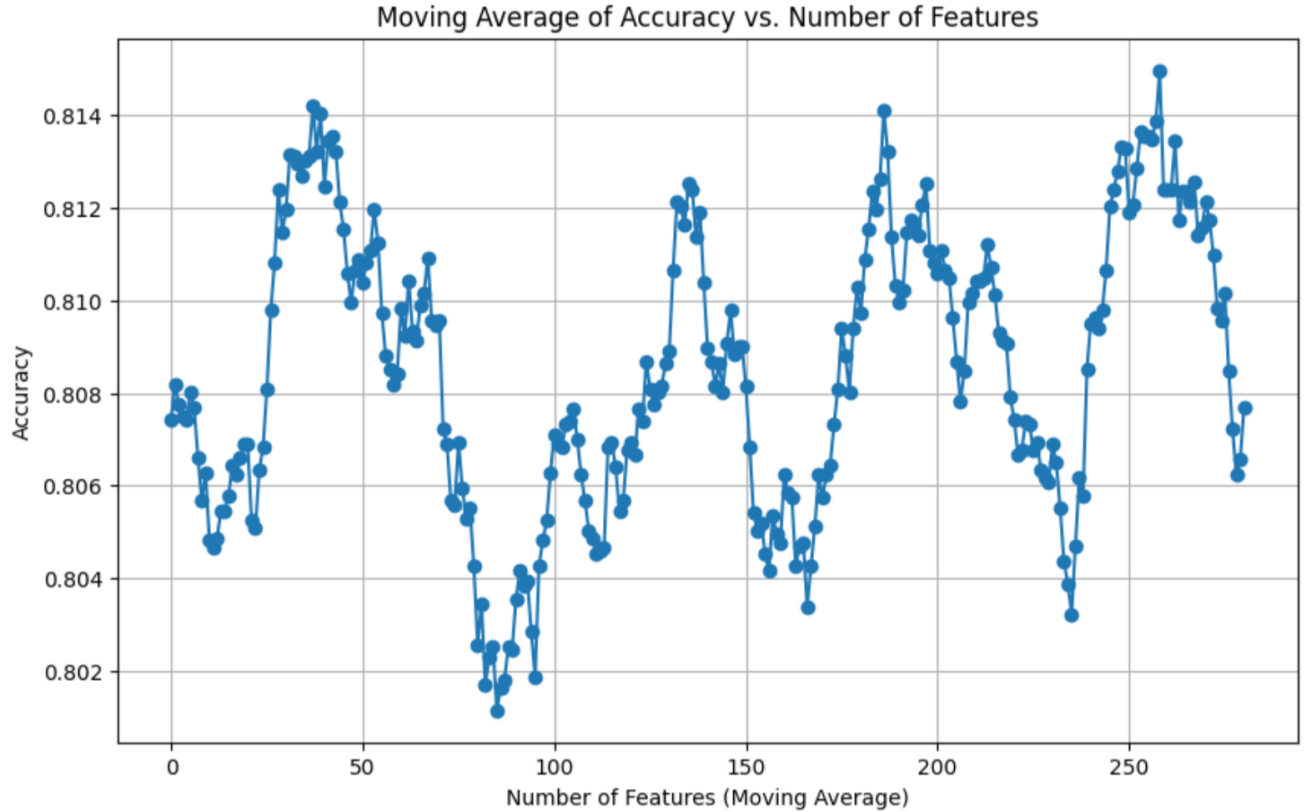 Moving Average of Accuracy vs. Number of Features
Accuracy
0.814
0.812
0.810
0.808
0.806
0.804
0.802
0 50 100 150 200 250
Number of Features (Moving Average)